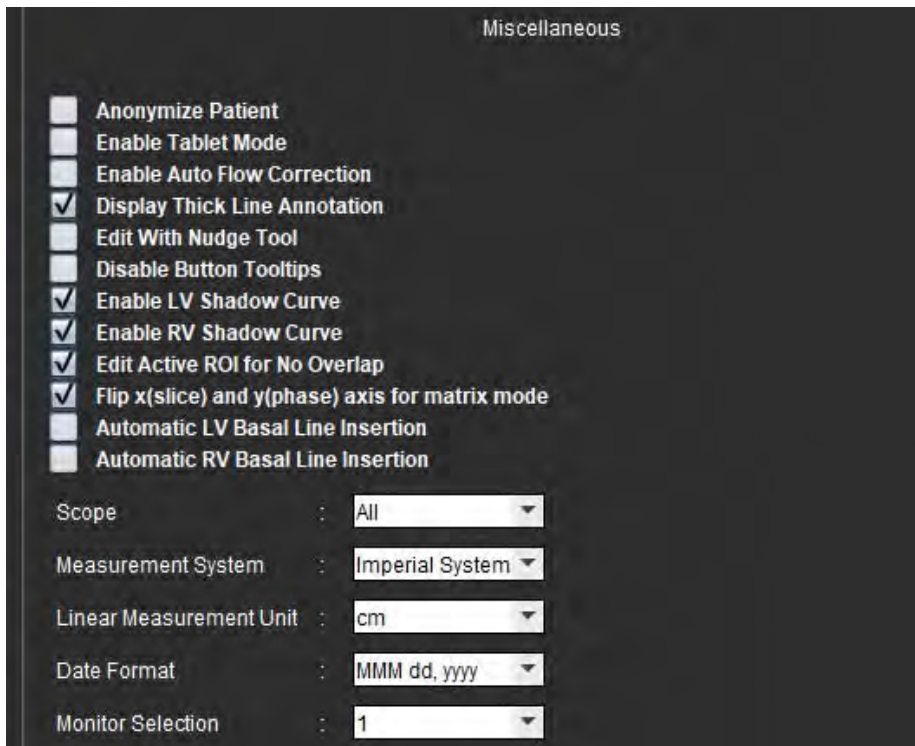 Miscellaneous
Anonymize Patient
Enable Tablet Mode
Enable Auto Flow Correction
Display Thick Line Annotation
Edit With Nudge Tool
Disable Button Tooltips
Enable LV Shadow Curve
Enable RV Shadow Curve
Edit Active ROI for No Overlap
Flip x(slice) and y(phase) axis for matrix mode
Automatic LV Basal Line Insertion
Automatic RV Basal Line Insertion
Scope : All
Measurement System : Imperial System
Linear Measurement Unit : cm
Date Format : MMM dd, yyyy
Monitor Selection : 1